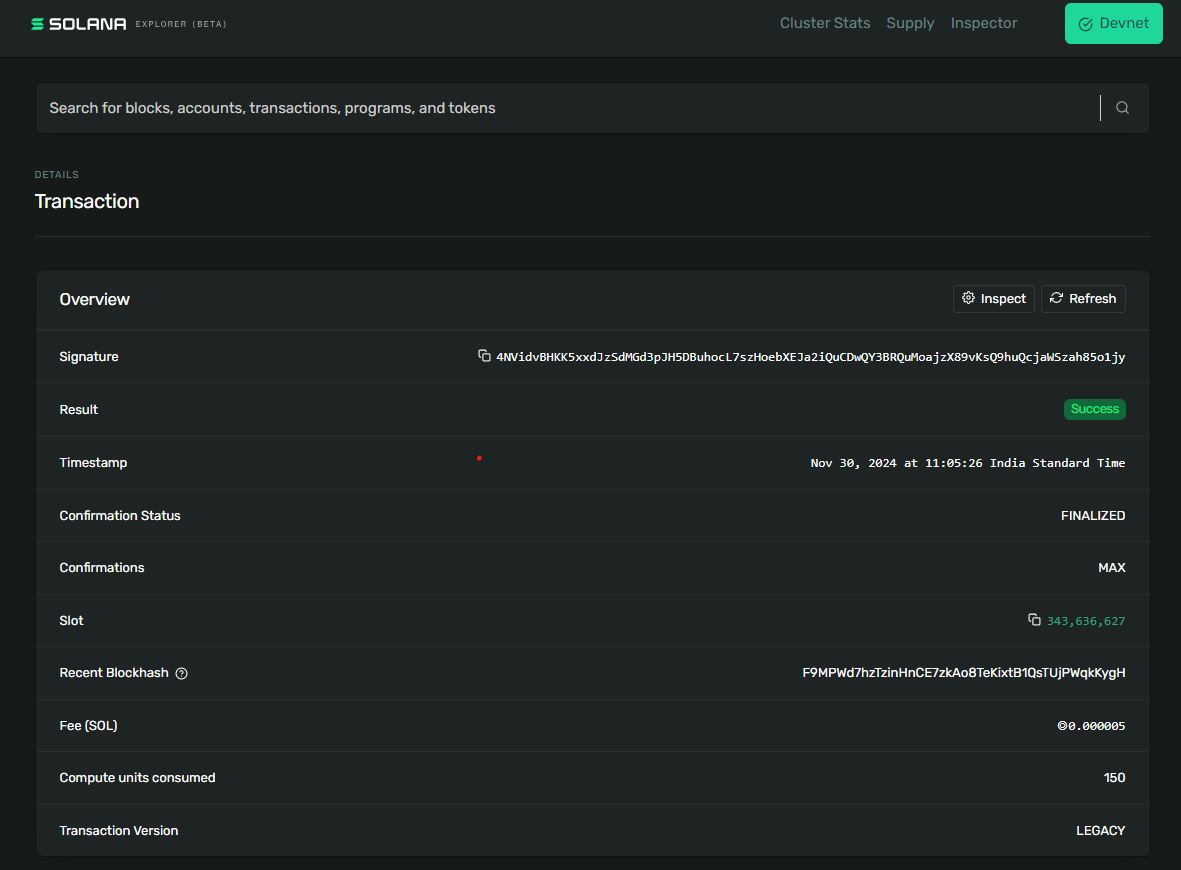 SOLANA EXPLORER (BETA)
Cluster Stats Supply Inspector Devnet
Search for blocks, accounts, transactions, programs, and tokens
DETAILS
Transaction
Overview Inspect Refresh
Signature 4NVidvBHKK5xxdJzSdMGd3pJH5DBuhocL7szHoebXEJa2iQuCDwQY3BRQuMoajzX89vKsQ9huQcjaWSzah85o1jy
Result Success
Timestamp Nov 30, 2024 at 11:05:26 India Standard Time
Confirmation Status FINALIZED
Confirmations MAX
Slot 343,636,627
Recent Blockhash F9MPWd7hzTzinHnCE7zkAo8TeKixtB1QsTUjPWqkKygH
Fee (SOL) ◎0.000005
Compute units consumed 150
Transaction Version LEGACY